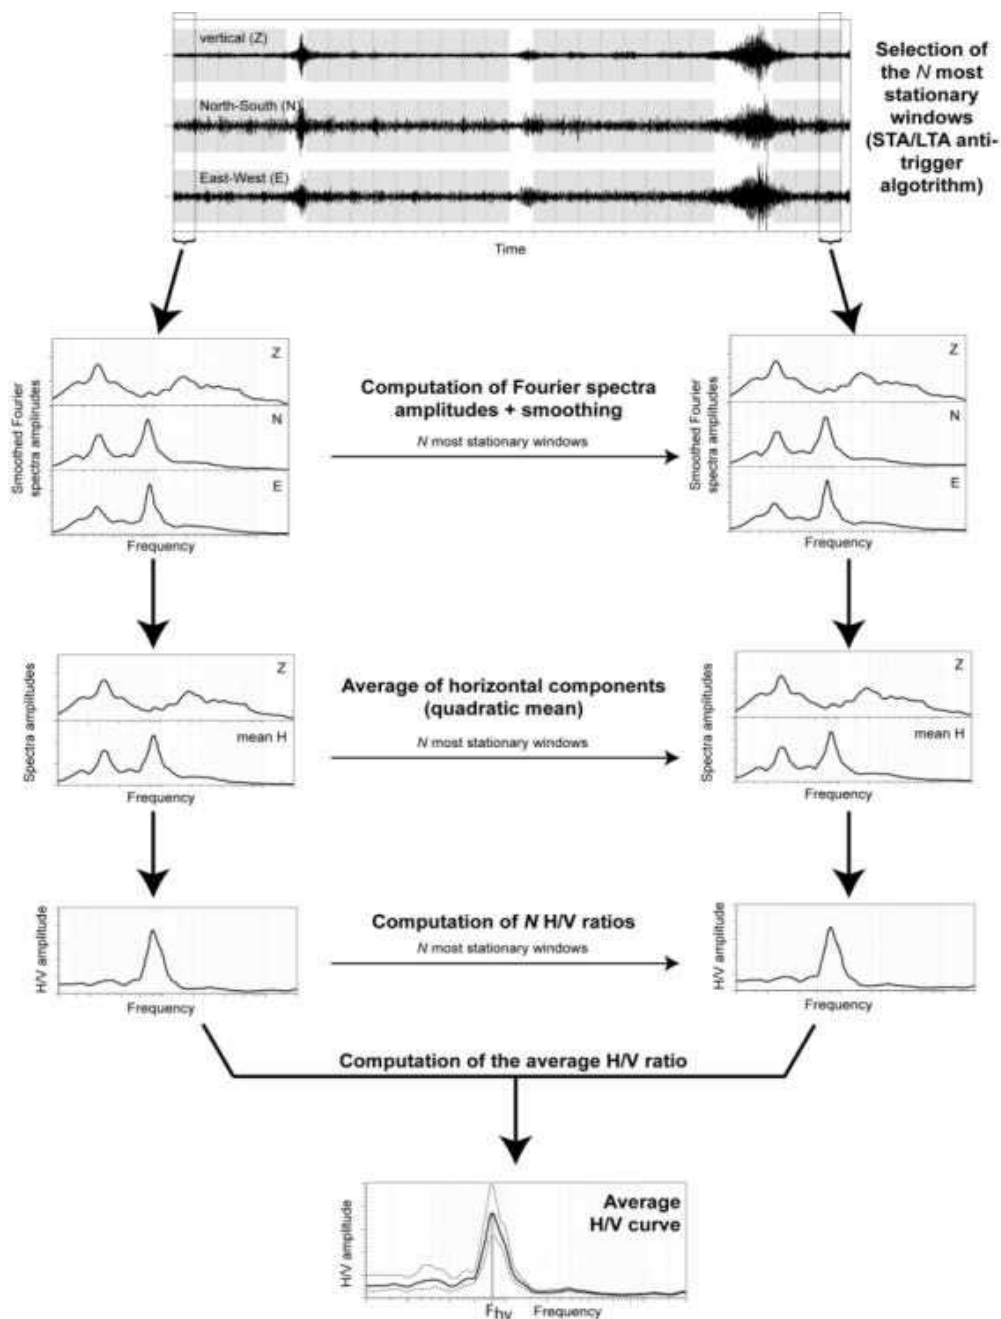 vertical (Z)
North-South (N)
East-West (E)
Time
Selection of
the N most
stationary
windows
(STA/LTA anti-
trigger
algotrithm)
Smoothed Fourier
spectra amplirudes
Z
N
E
Frequency
Computation of Fourier spectra
amplitudes + smoothing
N most stationary windows
Smoothed Fourier
spectra amplitudes
Z
N
E
Frequency
Spectra amplitudes
Z
mean H
Frequency
Average of horizontal components
(quadratic mean)
N most stationary windows
Spectra amplitudes
Z
mean H
Frequency
H/V amplitude
Frequency
Computation of N H/V ratios
N most stationary windows
H/V amplitude
Frequency
Computation of the average H/V ratio
H/V amplitude
Average
H/V curve
Fhv
Frequency